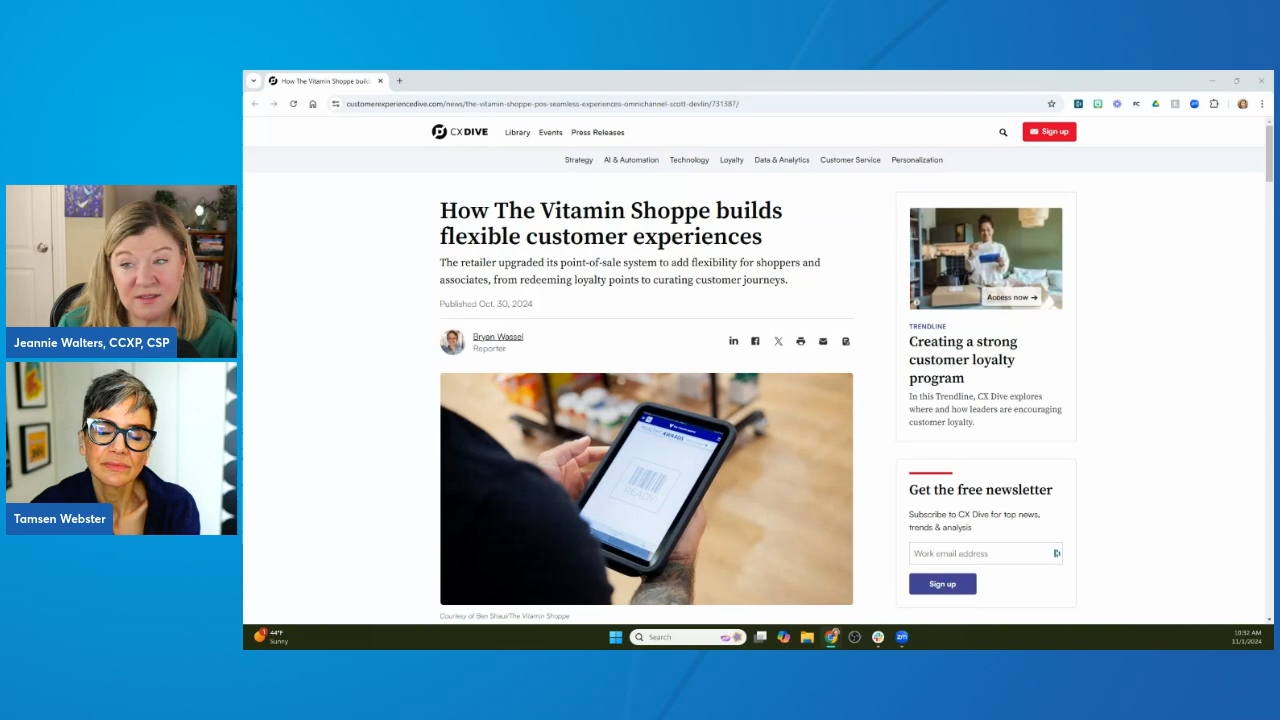 How The Vitamin Shoppe build
customerexperiencedive.com/news/the-vitamin-shoppe-pos-seamless-experiences-omnichannel-scott-devlin/731387/
CX DIVE
Library Events Press Releases
Sign up
Strategy AI & Automation Technology Loyalty Data & Analytics Customer Service Personalization
How The Vitamin Shoppe builds
flexible customer experiences
The retailer upgraded its point-of-sale system to add flexibility for shoppers and
associates, from redeeming loyalty points to curating customer journeys.
Published Oct. 30, 2024
Bryan Wassel
Reporter
READY
Courtesy of Ben Shaul/The Vitamin Shoppe
Access now →
TRENDLINE
Creating a strong
customer loyalty
program
In this Trendline, CX Dive explores
where and how leaders are encouraging
customer loyalty.
Get the free newsletter
Subscribe to CX Dive for top news,
trends & analysis
Work email address
Sign up
Jeannie Walters, CCXP, CSP
Tamsen Webster
44°F
Sunny
Search
zm
10:32 AM
11/1/2024